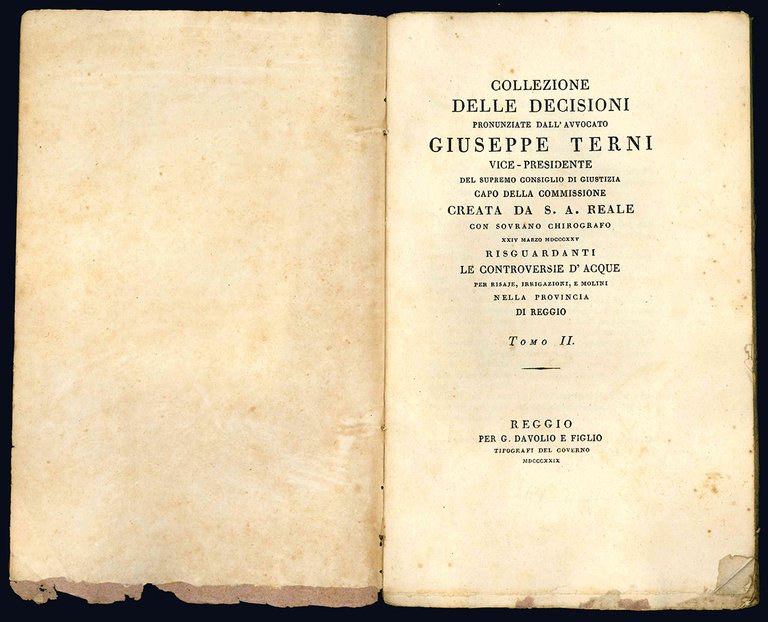 COLLEZIONE
DELLE DECISIONI
PRONUNZIATE DALL' AVVOCATO
GIUSEPPE TERNI
VICE-PRESIDENTE
DEL SUPREMO CONSIGLIO DI GIUSTIZIA
CAPO DELLA COMMISSIONE
CREATA DA S. A. REALE
CON SOVRANO CHIROGRAFO
XXIV MARZO MDCCCXXV
RISGUARDANTI
LE CONTROVERSIE D' ACQUE
PER RISAJE, IRRIGAZIONI, E MOLINI
NELLA PROVINCIA
DI REGGIO
TOMO II.
REGGIO
PER G. DAVOLIO E FIGLIO
TIPOGRAFI DEL GOVERNO
MDCCCXXIX